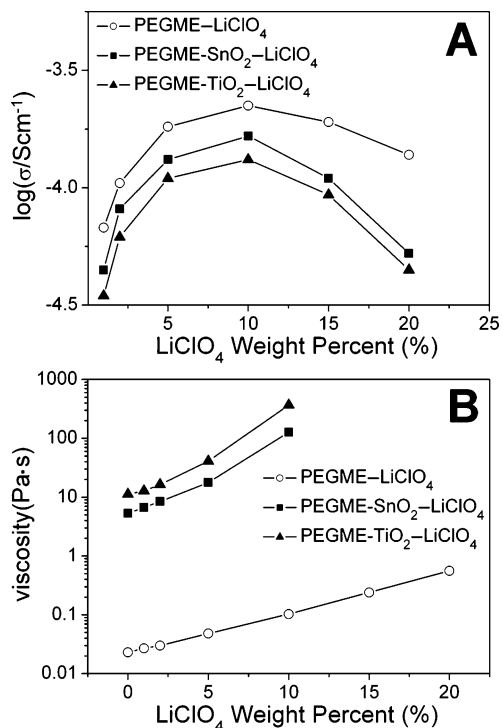 A
PEGME–LiClO₄
PEGME-SnO₂–LiClO₄
PEGME-TiO₂–LiClO₄
-3.5
-4.0
-4.5
log(σ/Scm⁻¹)
5 10 15 20 25
LiClO₄ Weight Percent (%)
B
1000
100
10
1
0.1
0.01
viscosity(Pa·s)
PEGME–LiClO₄
PEGME-SnO₂–LiClO₄
PEGME-TiO₂–LiClO₄
0 5 10 15 20
LiClO₄ Weight Percent (%)